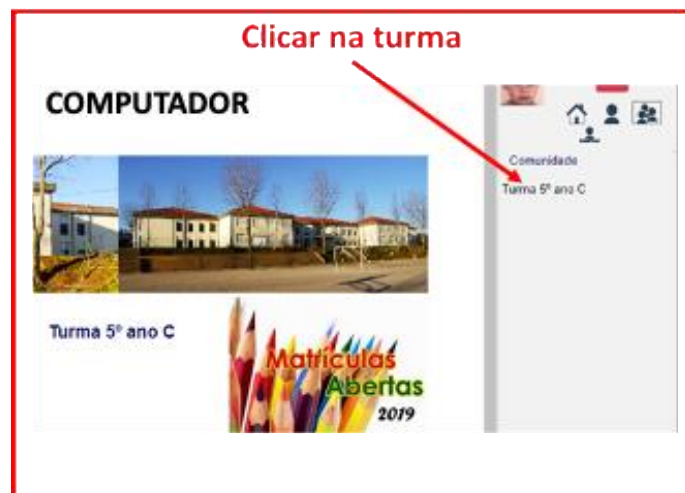 Clicar na turma
COMPUTADOR
Comunidade
Turma 5º ano C
Turma 5º ano C
Matrículas
Abertas
2019